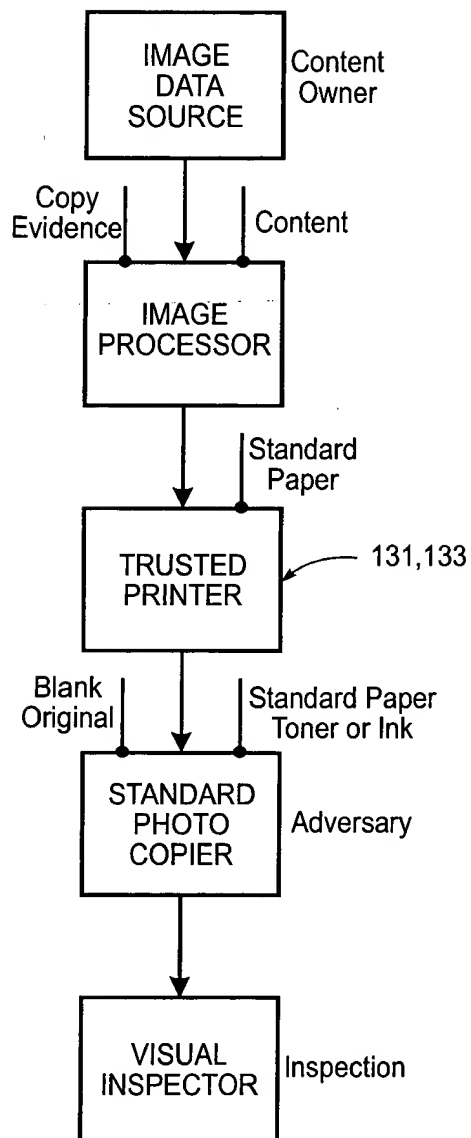 IMAGE
DATA
SOURCE
Content
Owner
Copy
Evidence
Content
IMAGE
PROCESSOR
Standard
Paper
TRUSTED
PRINTER
131,133
Blank
Original
Standard Paper
Toner or Ink
STANDARD
PHOTO
COPIER
Adversary
VISUAL
INSPECTOR
Inspection